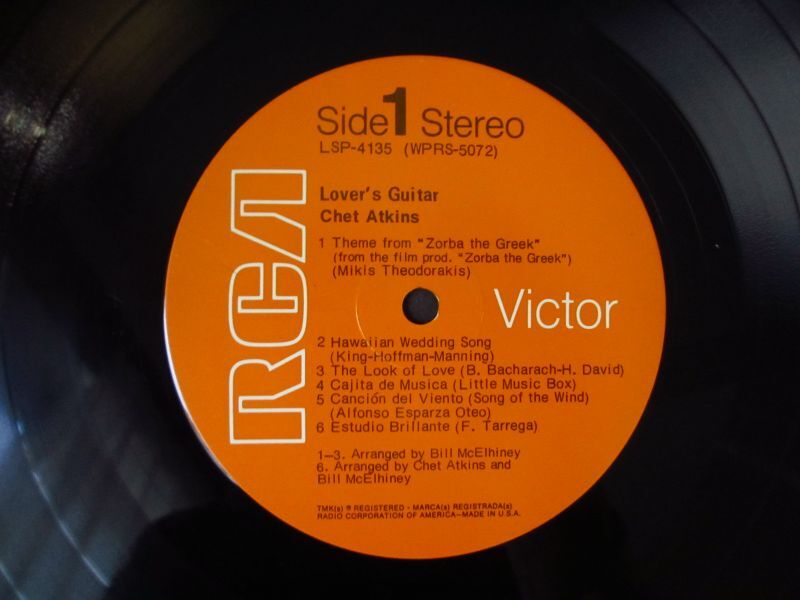 Side 1 Stereo
LSP-4135 (WPRS-5072)
RCA
Lover's Guitar
Chet Atkins
1 Theme from "Zorba the Greek"
(from the film prod. "Zorba the Greek")
(Mikis Theodorakis)
Victor
2 Hawaiian Wedding Song
(King-Hoffman-Manning)
3 The Look of Love (B. Bacharach-H. David)
4 Cajita de Musica (Little Music Box)
5 Canción del Viento (Song of the Wind)
(Alfonso Esparza Oteo)
6 Estudio Brillante (F. Tarrega)
1—3. Arranged by Bill McElhiney
6. Arranged by Chet Atkins and
Bill McElhiney
TMK(s) ® REGISTERED - MARCA(s) REGISTRADA(s)
RADIO CORPORATION OF AMERICA—MADE IN U.S.A.